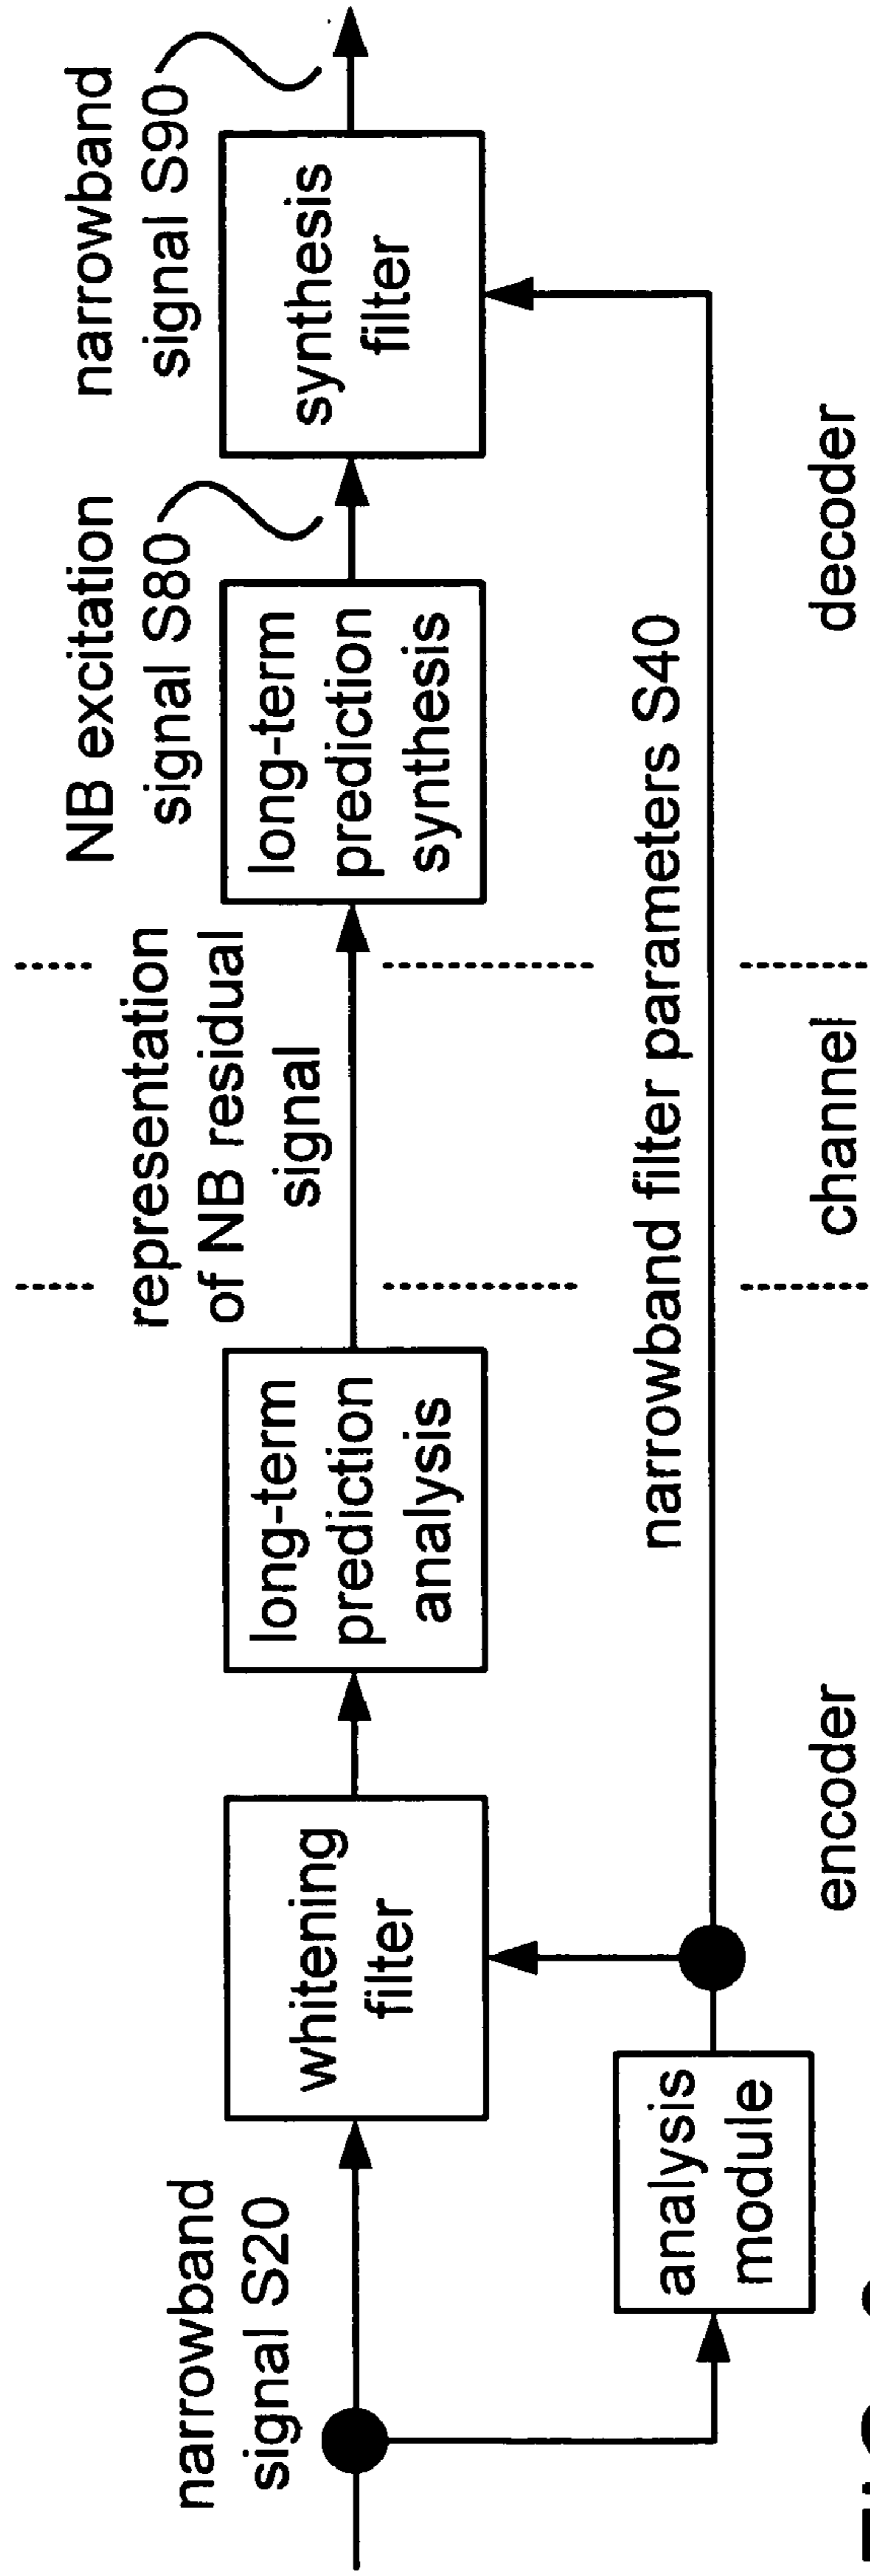 narrowband
signal S20
whitening
filter
analysis
module
long-term
prediction
analysis
representation
of NB residual
signal
narrowband filter parameters S40
long-term
prediction
synthesis
NB excitation
signal S80
synthesis
filter
narrowband
signal S90
encoder
channel
decoder